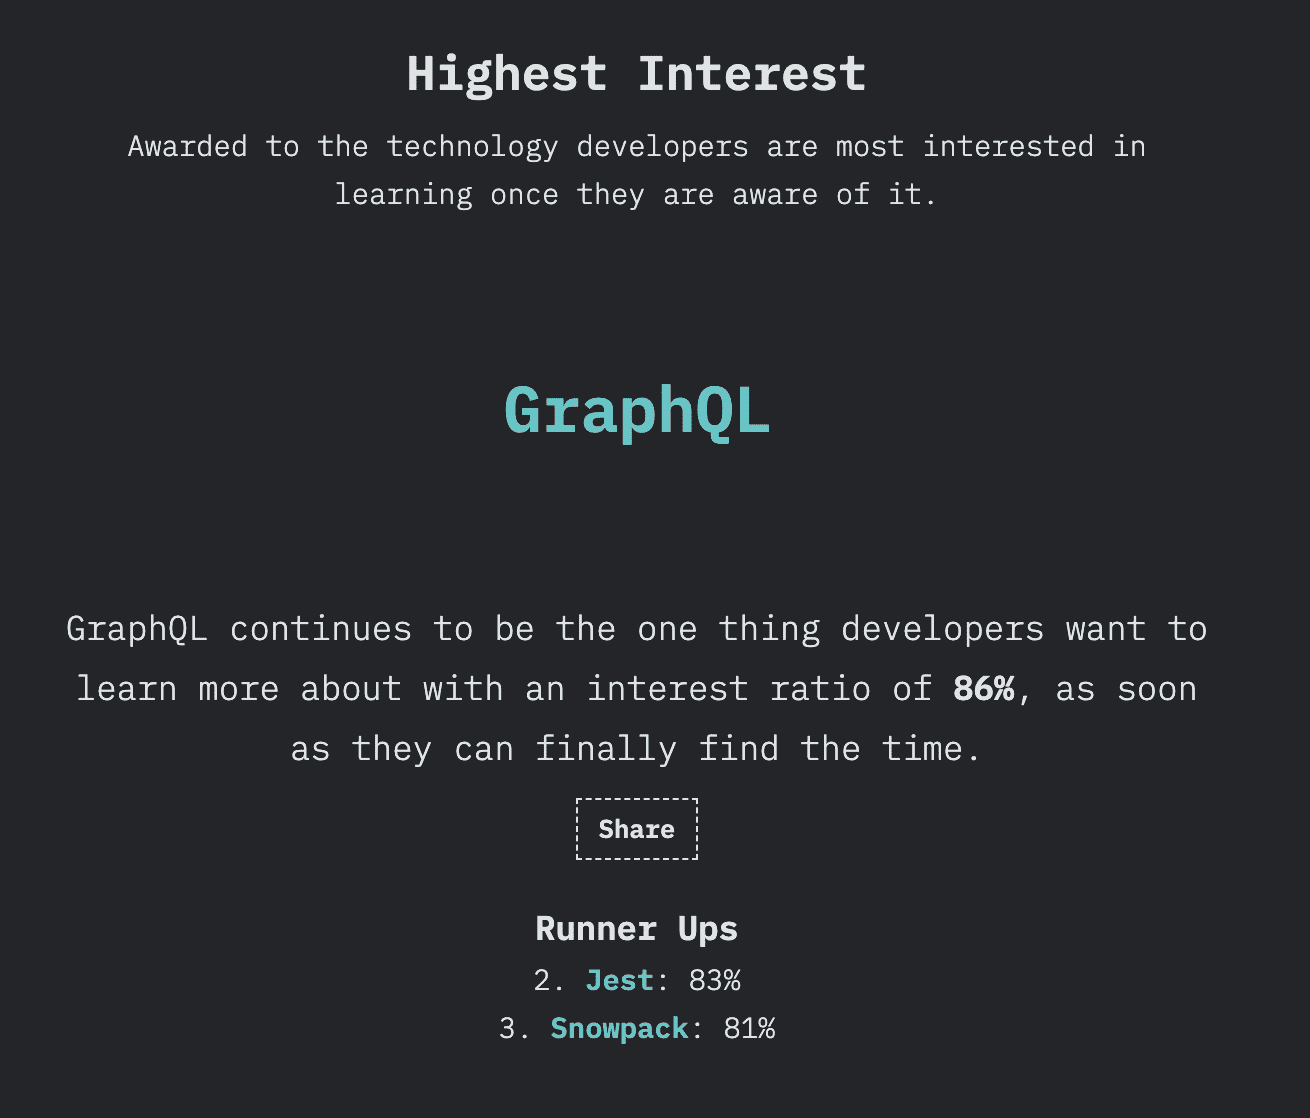 Highest Interest
Awarded to the technology developers are most interested in
learning once they are aware of it.
GraphQL
GraphQL continues to be the one thing developers want to
learn more about with an interest ratio of 86%, as soon
as they can finally find the time.
Share
Runner Ups
2. Jest: 83%
3. Snowpack: 81%